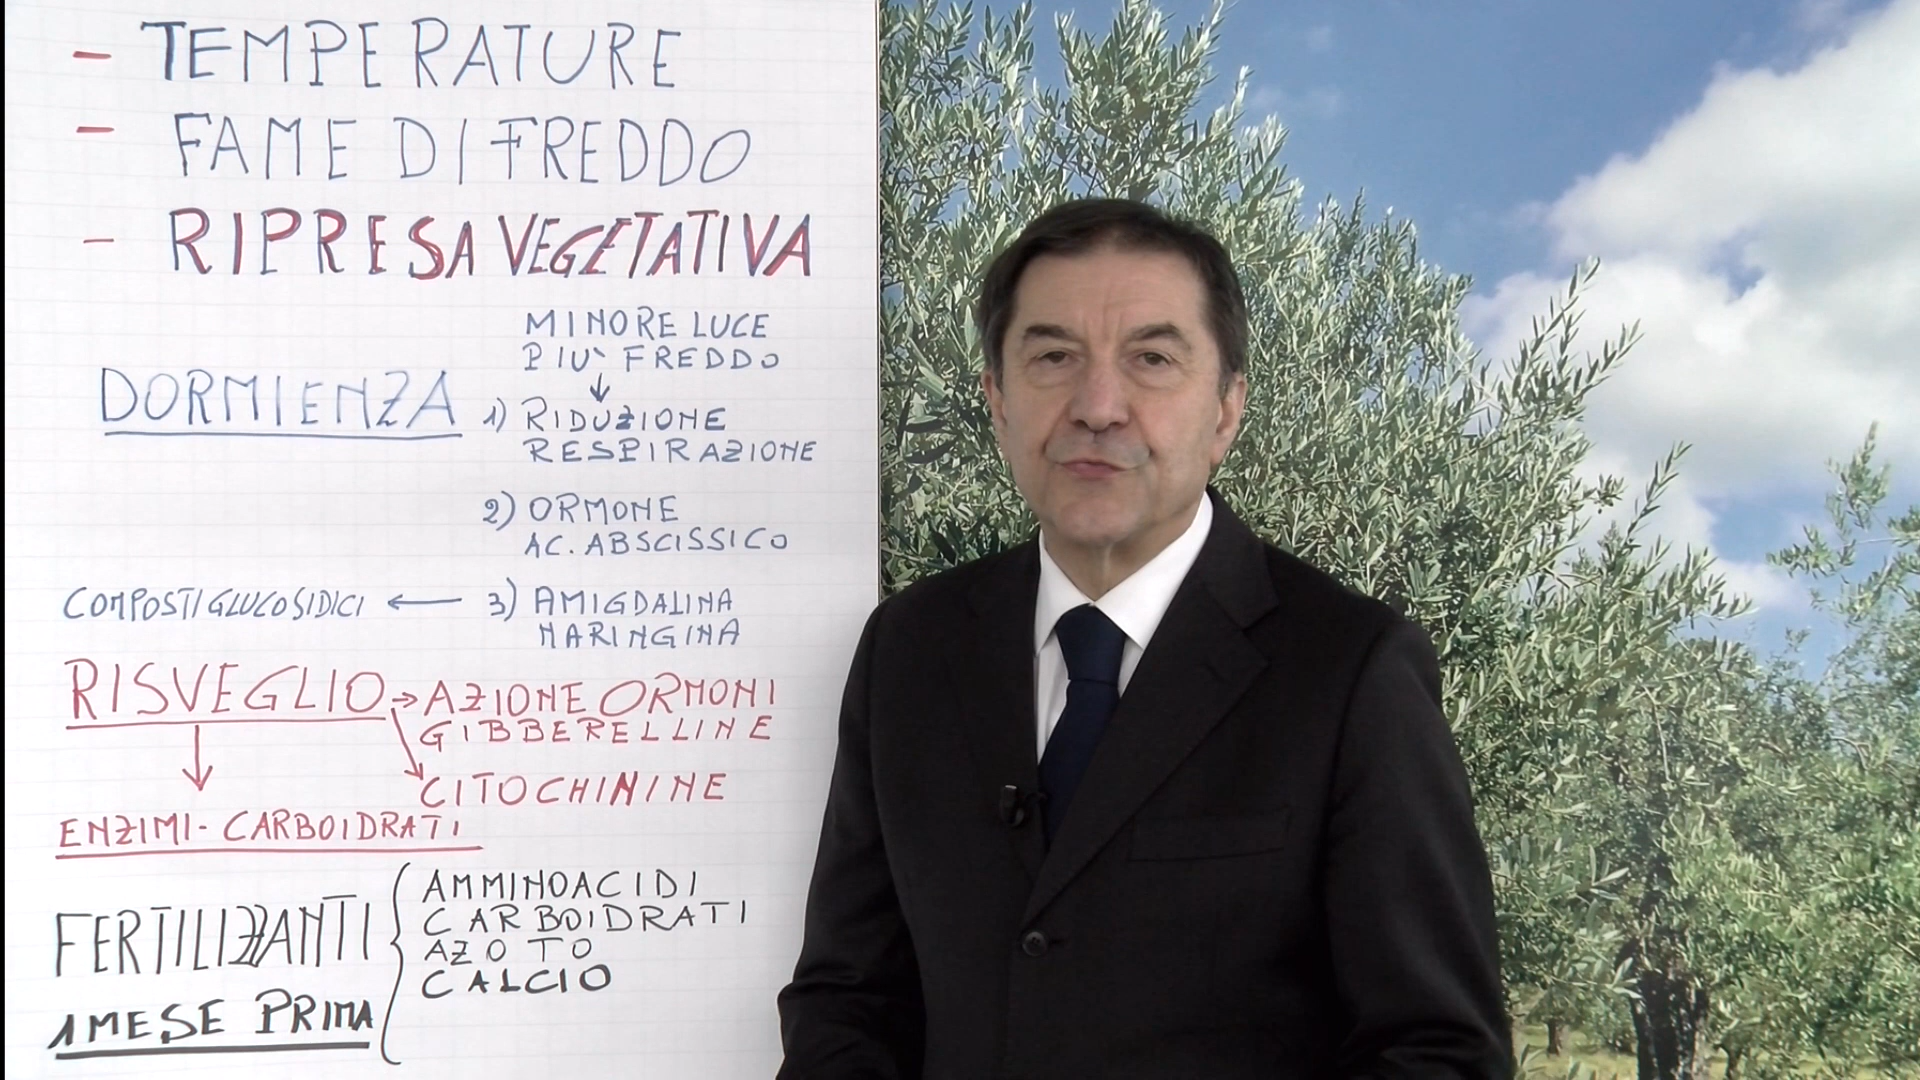 - TEMPERATURE
- FAME DI FREDDO
- RIPRESA VEGETATIVA
MINORE LUCE
PIU` FREDDO
↓
DORMIENZA 1) RIDUZIONE
RESPIRAZIONE
2) ORMONE
AC. ABSCISSICO
COMPOSTI GLUCOSIDICI ← 3) AMIGDALINA
NARINGINA
RISVEGLIO → AZIONE ORMONI
GIBBERELLINE
CITOCHININE
ENZIMI - CARBOIDRATI
FERTILIZZANTI { AMMINOACIDI
CARBOIDRATI
AZOTO
CALCIO
1 MESE PRIMA